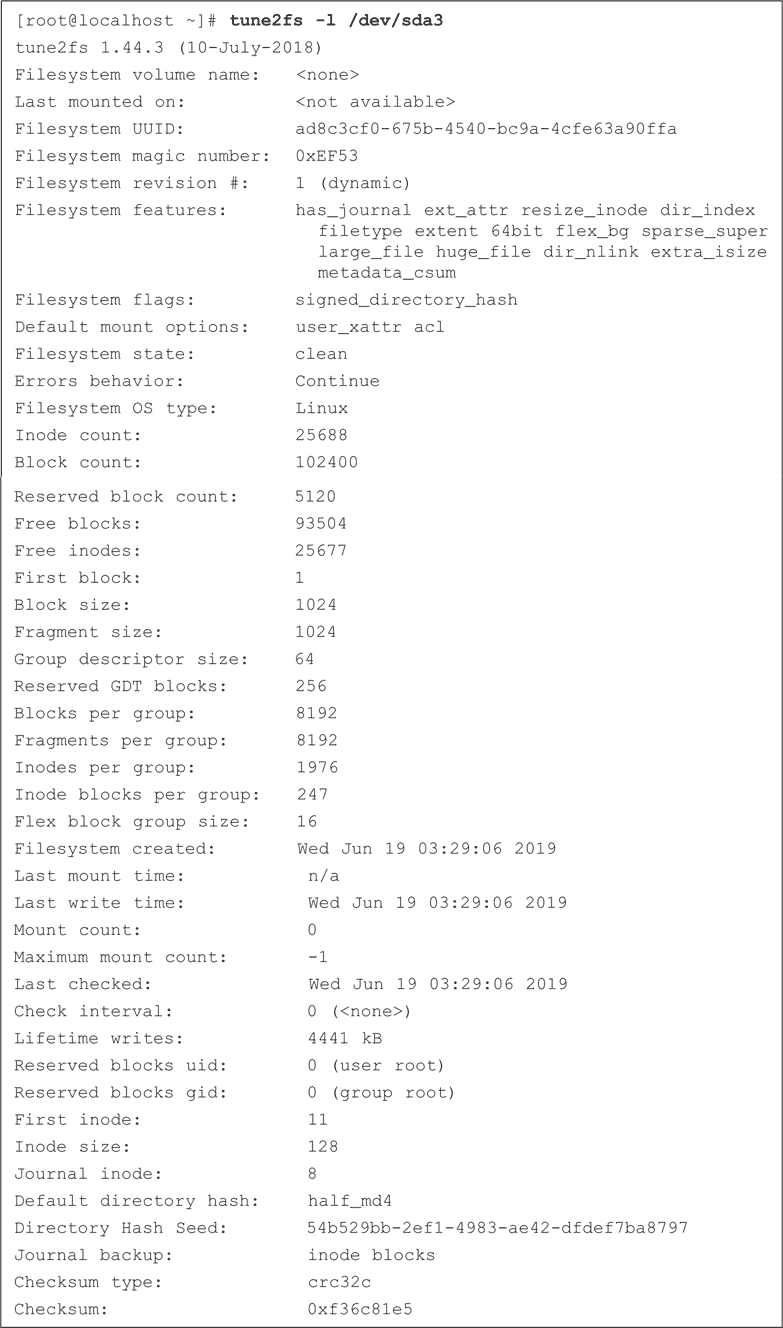 [root@localhost ~]# tune2fs -l /dev/sda3
tune2fs 1.44.3 (10-July-2018)
Filesystem volume name:   <none>
Last mounted on:          <not available>
Filesystem UUID:          ad8c3cf0-675b-4540-bc9a-4cfe63a90ffa
Filesystem magic number:  0xEF53
Filesystem revision #:    1 (dynamic)
Filesystem features:      has_journal ext_attr resize_inode dir_index
filetype extent 64bit flex_bg sparse_super
large_file huge_file dir_nlink extra_isize
metadata_csum
Filesystem flags:         signed_directory_hash
Default mount options:    user_xattr acl
Filesystem state:         clean
Errors behavior:          Continue
Filesystem OS type:       Linux
Inode count:              25688
Block count:              102400
Reserved block count:     5120
Free blocks:              93504
Free inodes:              25677
First block:              1
Block size:               1024
Fragment size:            1024
Group descriptor size:    64
Reserved GDT blocks:      256
Blocks per group:         8192
Fragments per group:      8192
Inodes per group:         1976
Inode blocks per group:   247
Flex block group size:    16
Filesystem created:       Wed Jun 19 03:29:06 2019
Last mount time:          n/a
Last write time:          Wed Jun 19 03:29:06 2019
Mount count:              0
Maximum mount count:      -1
Last checked:             Wed Jun 19 03:29:06 2019
Check interval:           0 (<none>)
Lifetime writes:          4441 kB
Reserved blocks uid:      0 (user root)
Reserved blocks gid:      0 (group root)
First inode:              11
Inode size:               128
Journal inode:            8
Default directory hash:   half_md4
Directory Hash Seed:      54b529bb-2ef1-4983-ae42-dfdef7ba8797
Journal backup:           inode blocks
Checksum type:            crc32c
Checksum:                 0xf36c81e5